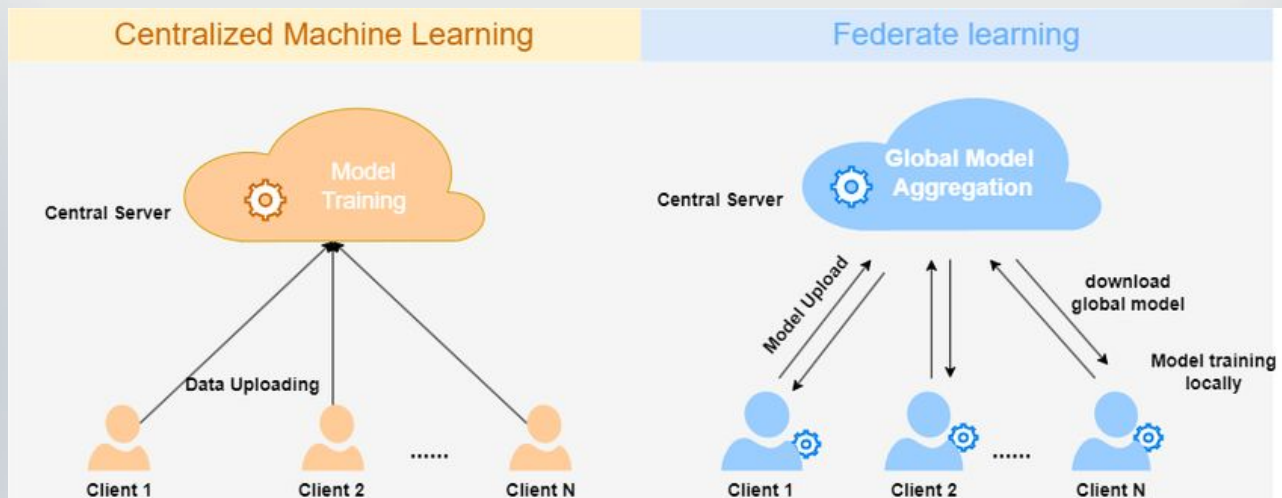 Centralized Machine Learning
Federate learning
Model
Training
Central Server
Data Uploading
......
Client 1
Client 2
Client N
Global Model
Aggregation
Central Server
Model Upload
download
global model
Model training
locally
......
Client 1
Client 2
Client N